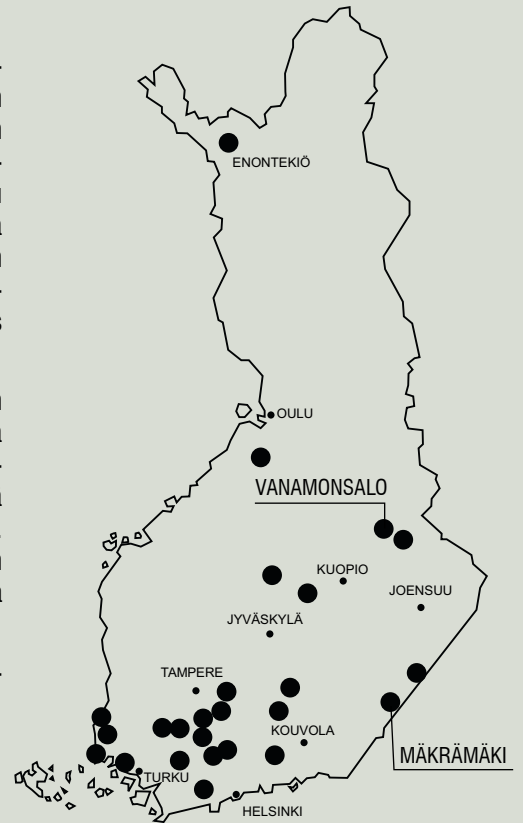 ENONTEKIÖ
OULU
VANAMONSALO
KUOPIO
JOENSUU
JYVÄSKYLÄ
TAMPERE
KOUVOLA
MÄKRÄMÄKI
TURKU
HELSINKI